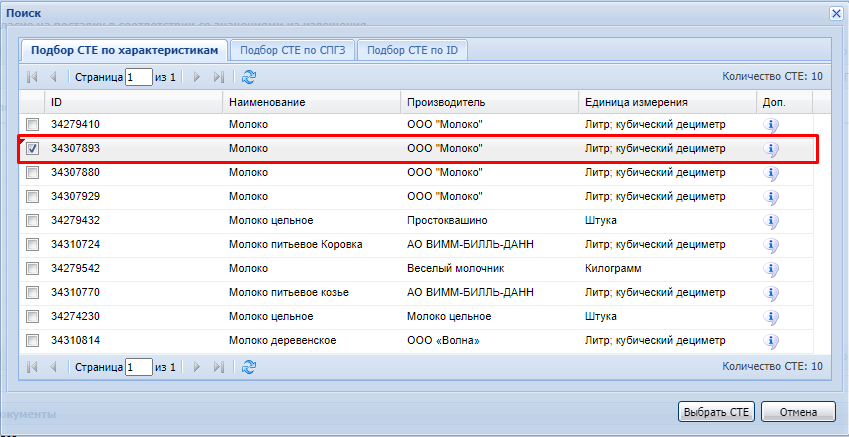 Поиск
Подбор СТЕ по характеристикам Подбор СТЕ по СПГЗ Подбор СТЕ по ID
Страница 1 из 1 Количество СТЕ: 10
ID Наименование Производитель Единица измерения Доп.
34279410 Молоко ООО "Молоко" Литр; кубический дециметр
34307893 Молоко ООО "Молоко" Литр; кубический дециметр
34307880 Молоко ООО "Молоко" Литр; кубический дециметр
34307929 Молоко ООО "Молоко" Литр; кубический дециметр
34279432 Молоко цельное Простоквашино Штука
34310724 Молоко питьевое Коровка АО ВИММ-БИЛЛЬ-ДАНН Литр; кубический дециметр
34279542 Молоко Веселый молочник Килограмм
34310770 Молоко питьевое козье АО ВИММ-БИЛЛЬ-ДАНН Литр; кубический дециметр
34274230 Молоко цельное Молоко цельное Штука
34310814 Молоко деревенское ООО «Волна» Литр; кубический дециметр
Страница 1 из 1 Количество СТЕ: 10
Выбрать СТЕ Отмена